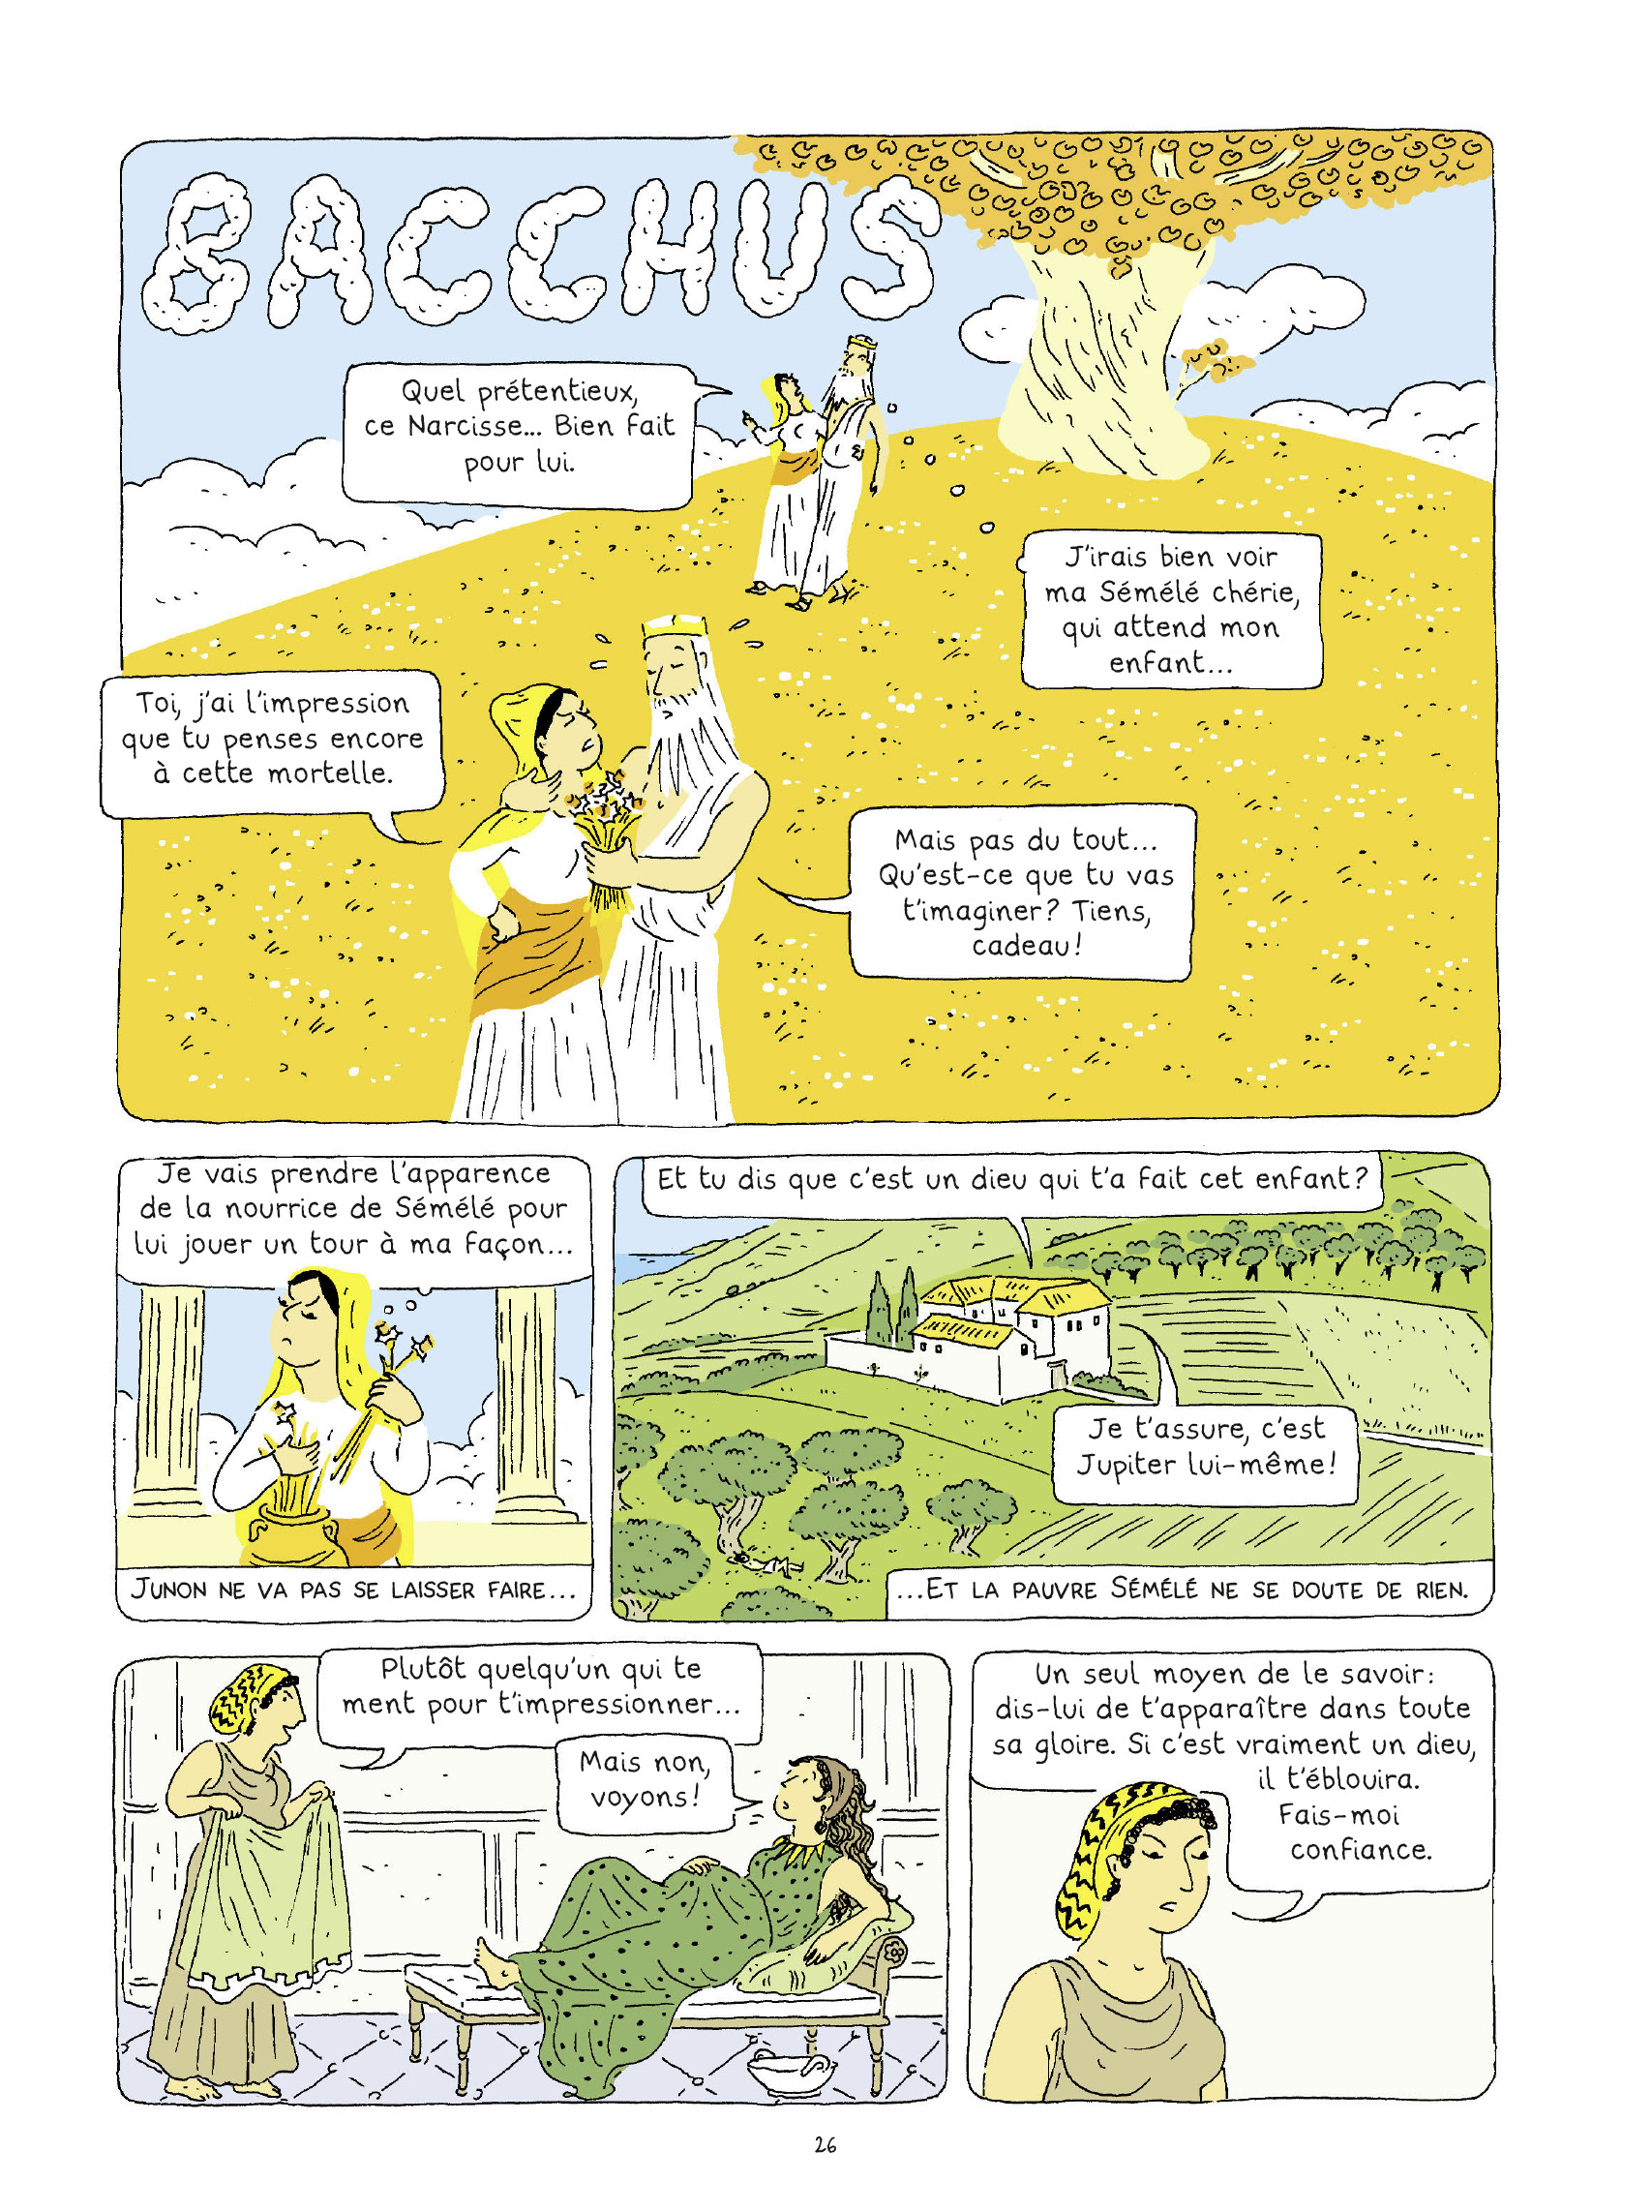 BACCHUS
Quel prétentieux,
ce Narcisse... Bien fait
pour lui.
J'irais bien voir
ma Sémélé chérie,
qui attend mon
enfant...
Toi, j'ai l'impression
que tu penses encore
à cette mortelle.
Mais pas du tout...
Qu'est-ce que tu vas
t'imaginer? Tiens,
cadeau!
Je vais prendre l'apparence
de la nourrice de Sémélé pour
lui jouer un tour à ma façon...
JUNON NE VA PAS SE LAISSER FAIRE...
Et tu dis que c'est un dieu qui t'a fait cet enfant?
Je t'assure, c'est
Jupiter lui-même!
...ET LA PAUVRE SÉMÉLÉ NE SE DOUTE DE RIEN.
Plutôt quelqu'un qui te
ment pour t'impressionner...
Mais non,
voyons!
Un seul moyen de le savoir:
dis-lui de t'apparaître dans toute
sa gloire. Si c'est vraiment un dieu,
il t'éblouira.
Fais-moi
confiance.
26